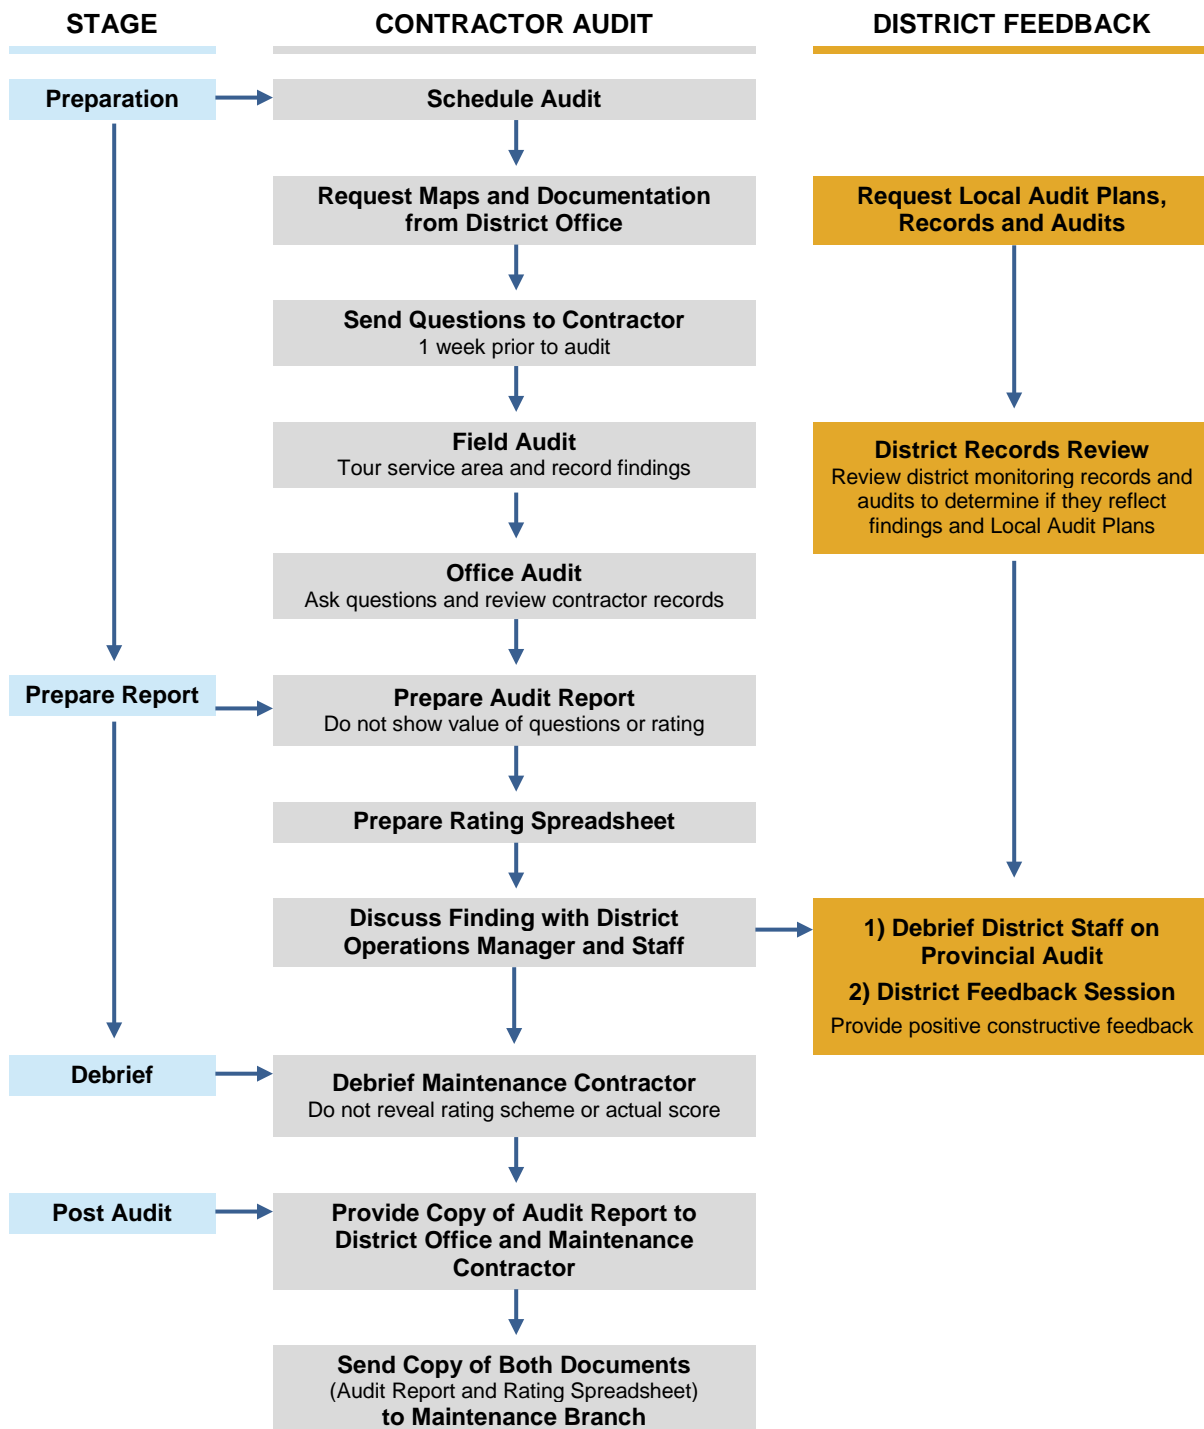 STAGE
CONTRACTOR AUDIT
DISTRICT FEEDBACK
Preparation
Schedule Audit
Request Maps and Documentation
from District Office
Request Local Audit Plans,
Records and Audits
Send Questions to Contractor
1 week prior to audit
Field Audit
Tour service area and record findings
District Records Review
Review district monitoring records and
audits to determine if they reflect
findings and Local Audit Plans
Office Audit
Ask questions and review contractor records
Prepare Report
Prepare Audit Report
Do not show value of questions or rating
Prepare Rating Spreadsheet
Discuss Finding with District
Operations Manager and Staff
1) Debrief District Staff on
Provincial Audit
2) District Feedback Session
Provide positive constructive feedback
Debrief
Debrief Maintenance Contractor
Do not reveal rating scheme or actual score
Post Audit
Provide Copy of Audit Report to
District Office and Maintenance
Contractor
Send Copy of Both Documents
(Audit Report and Rating Spreadsheet)
to Maintenance Branch